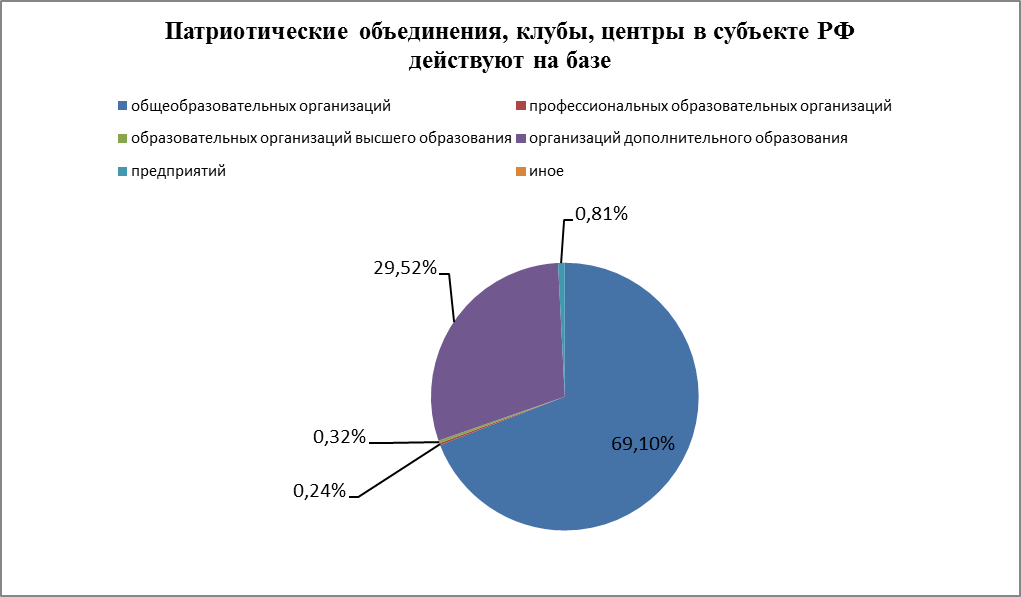 Патриотические объединения, клубы, центры в субъекте РФ
действуют на базе
общеобразовательных организаций
профессиональных образовательных организаций
образовательных организаций высшего образования
организаций дополнительного образования
предприятий
иное
0,81%
29,52%
0,32%
69,10%
0,24%